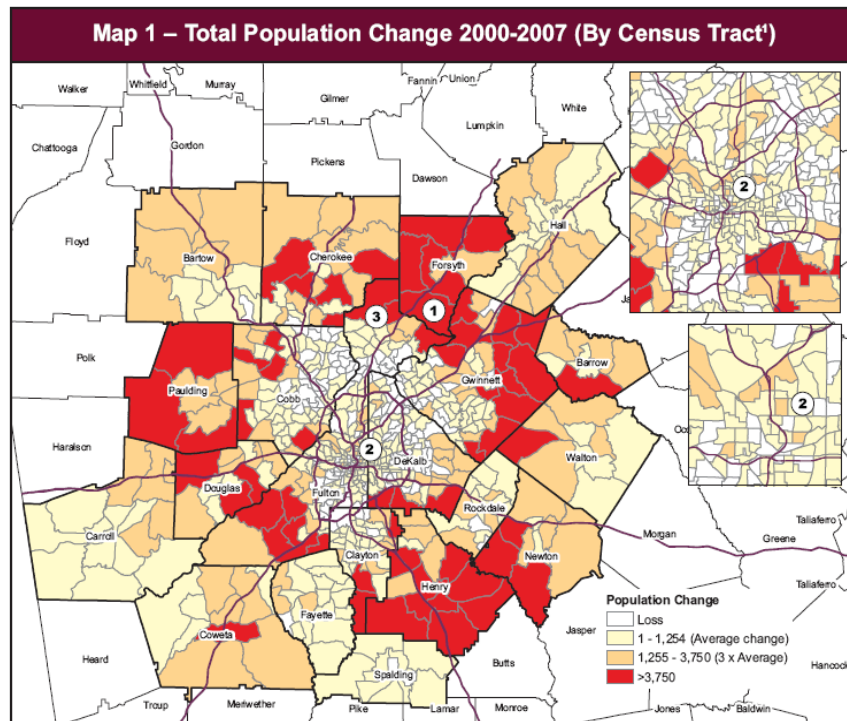 Map 1 – Total Population Change 2000-2007 (By Census Tract¹)
Walker
Whitfield
Murray
Fannin
Union
Gilmer
White
Lumpkin
Chattooga
Gordon
Pickens
Dawson
2
Floyd
Bartow
Cherokee
Forsyth
Hall
3
1
Polk
Paulding
Cobb
Gwinnett
Barrow
2
Haralson
2
DeKalb
Walton
Douglas
Fulton
Rockdale
Carroll
Clayton
Newton
Morgan
Greene
Taliaferro
Henry
Taliaferro
Fayette
Coweta
Jasper
Population Change
Loss
1 - 1,254 (Average change)
1,255 - 3,750 (3 x Average)
>3,750
Heard
Spalding
Butts
Hancock
Troup
Meriwether
Pike
Lamar
Monroe
Jones
Baldwin